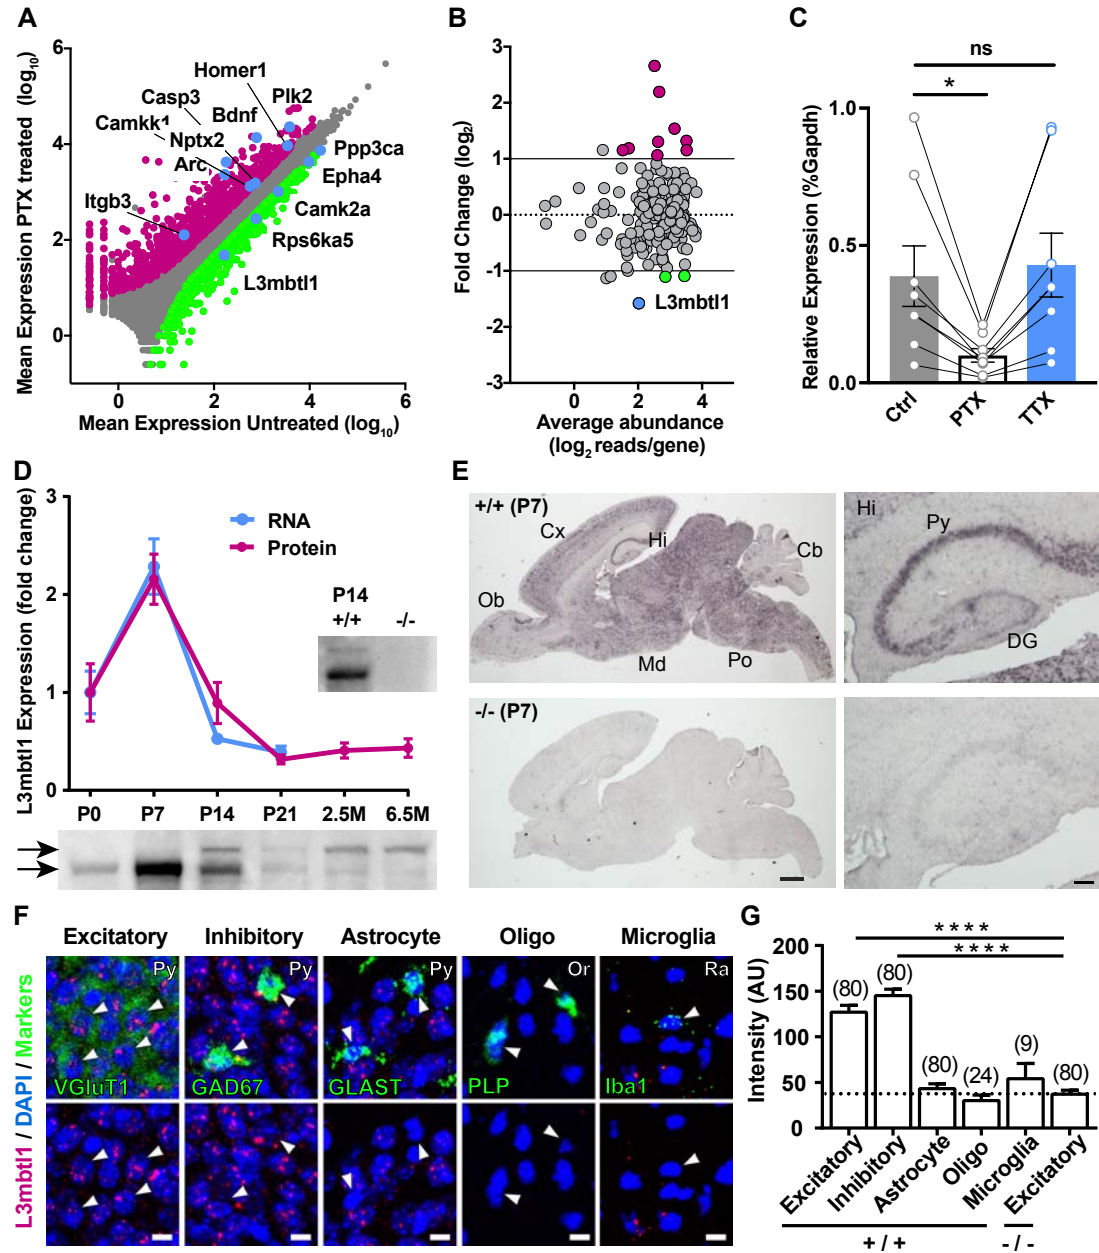 A
Mean Expression PTX treated (log10)
6
4
2
0
0
2
4
6
Mean Expression Untreated (log10)
Homer1
Casp3
Plk2
Camkk1
Bdnf
Nptx2
Arc
Itgb3
Ppp3ca
Epha4
Camk2a
Rps6ka5
L3mbtl1
B
Fold Change (log2)
3
2
1
0
-1
-2
-3
L3mbtl1
0
2
4
Average abundance
(log2 reads/gene)
C
ns
*
Relative Expression (%Gapdh)
1.0
0.5
0.0
Ctrl
PTX
TTX
D
L3mbtl1 Expression (fold change)
3
2
1
0
RNA
Protein
P14
+/+
-/-
P0
P7
P14
P21
2.5M
6.5M
E
+/+ (P7)
Cx
Hi
Cb
Ob
Md
Po
Hi
Py
DG
-/- (P7)
F
L3mbtl1 / DAPI / Markers
Excitatory
Inhibitory
Astrocyte
Oligo
Microglia
Py
Py
Py
Or
Ra
VGluT1
GAD67
GLAST
PLP
Iba1
G
****
****
Intensity (AU)
200
150
100
50
0
(80)
(80)
(80)
(24)
(9)
(80)
Excitatory
Inhibitory
Astrocyte
Oligo
Microglia
Excitatory
+ / +
- / -